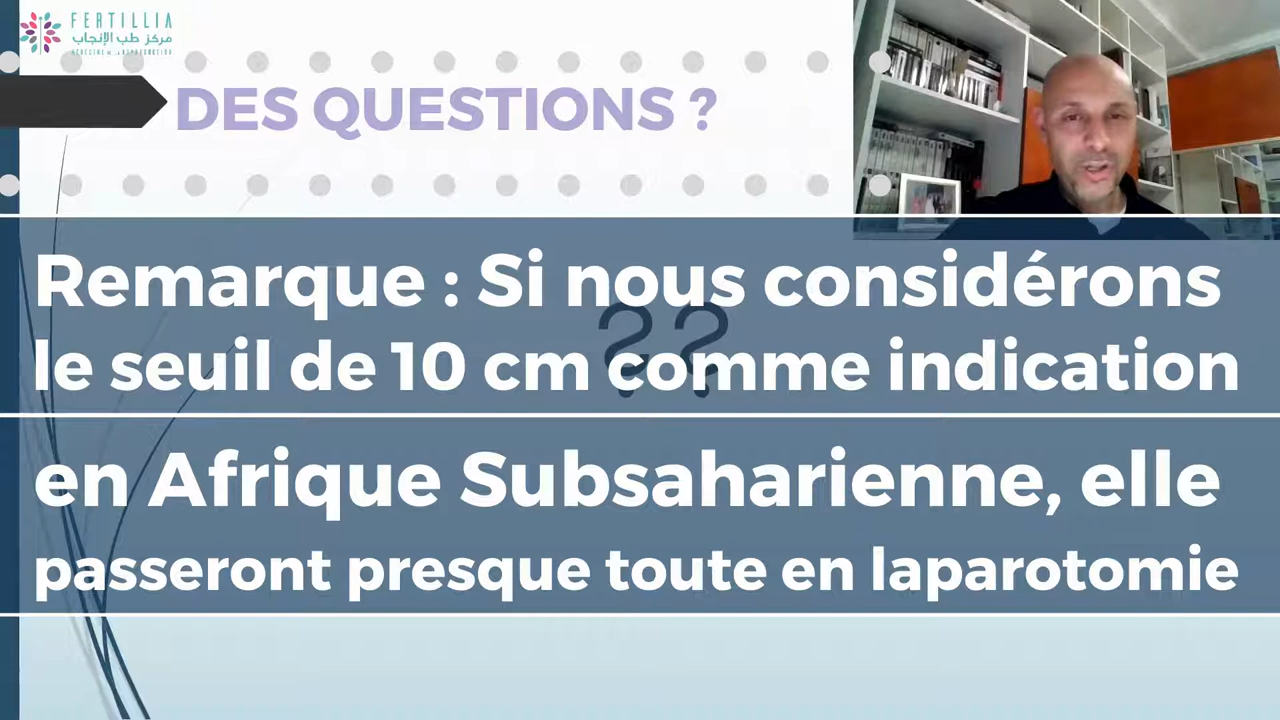 FERTILLIA
مركز طب الإنجاب
DES QUESTIONS ?
??
Remarque : Si nous considérons
le seuil de 10 cm comme indication
en Afrique Subsaharienne, elle
passeront presque toute en laparotomie